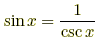 sin x = 1/csc x